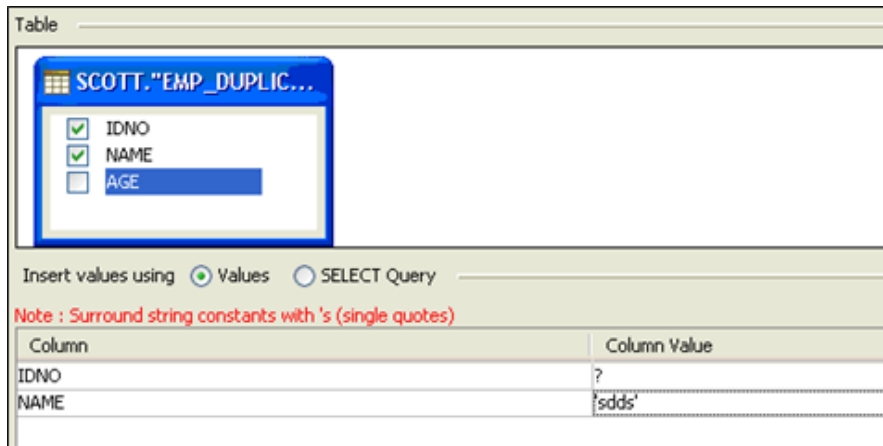 Table
SCOTT."EMP_DUPLIC...
IDNO
NAME
AGE
Insert values using Values SELECT Query
Note : Surround string constants with 's (single quotes)
Column Column Value
IDNO ?
NAME 'sdds'